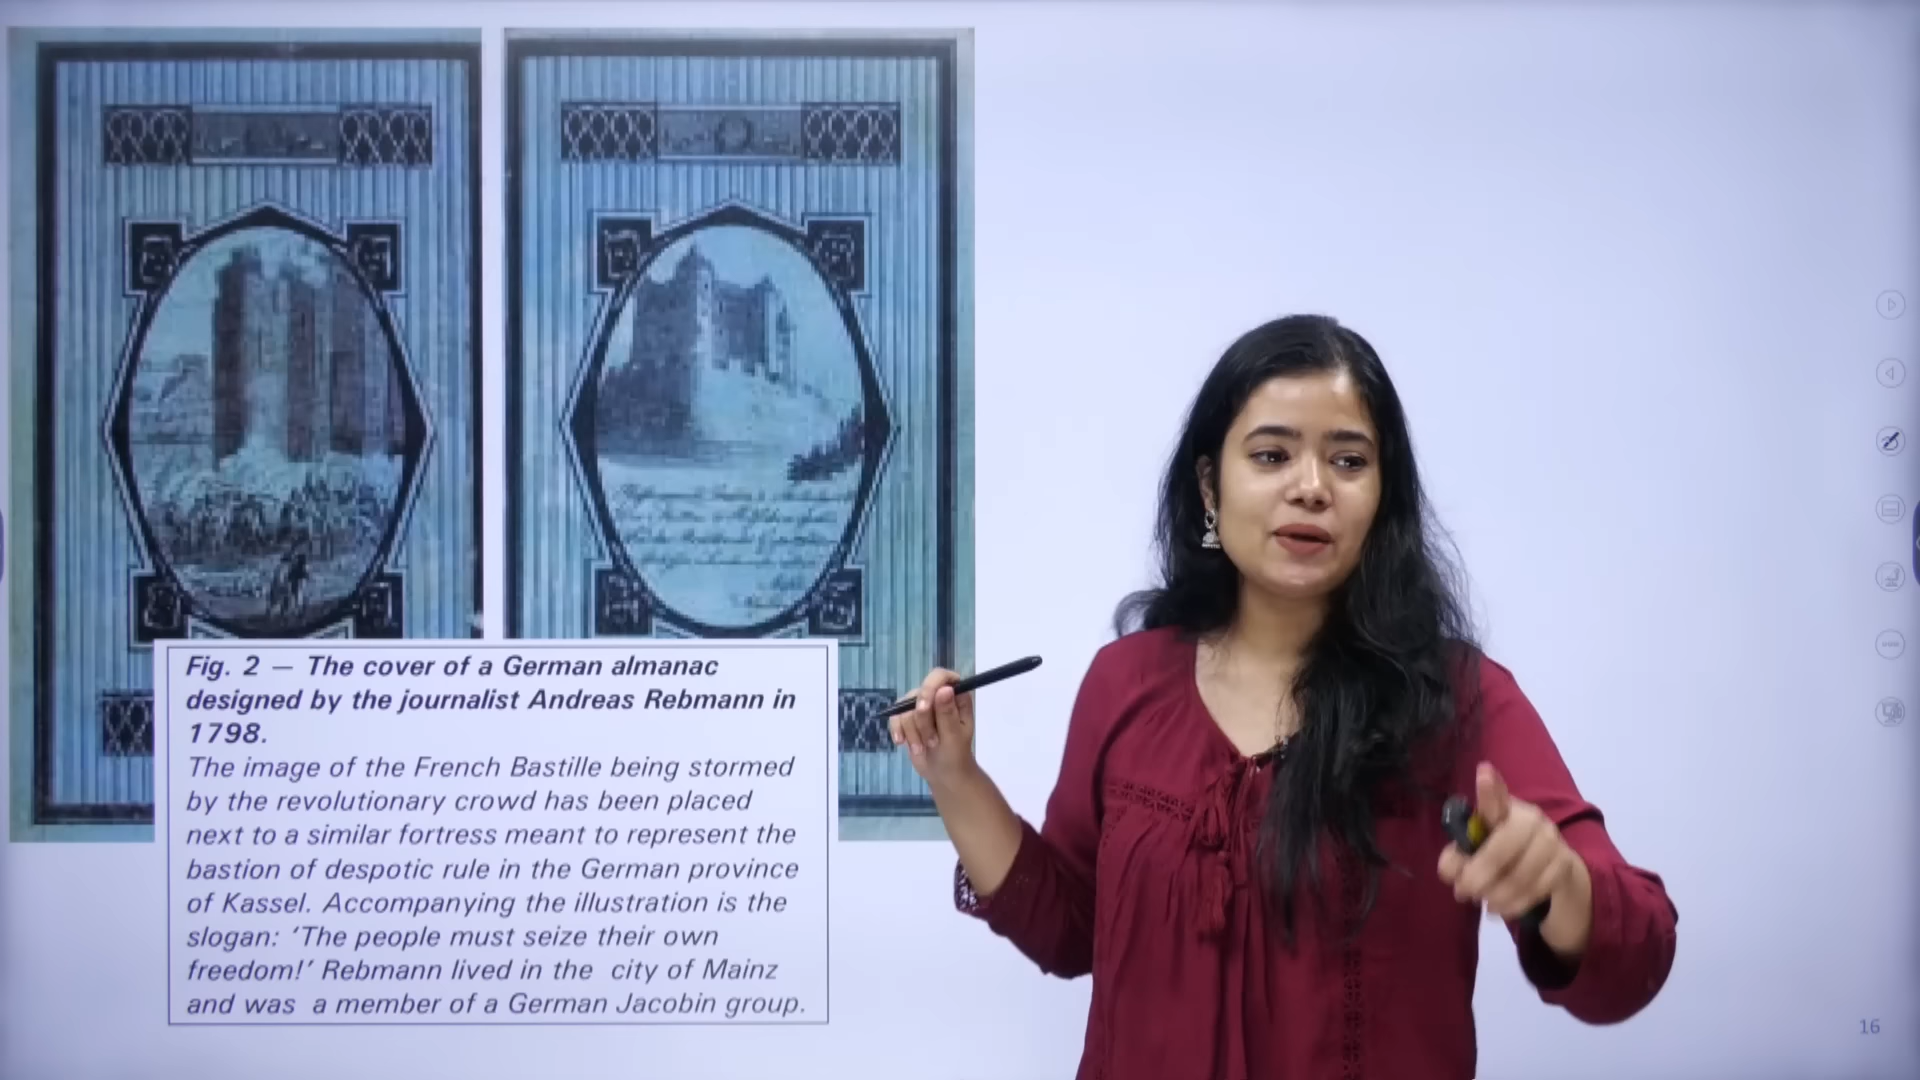 Fig. 2 — The cover of a German almanac
designed by the journalist Andreas Rebmann in
1798.
The image of the French Bastille being stormed
by the revolutionary crowd has been placed
next to a similar fortress meant to represent the
bastion of despotic rule in the German province
of Kassel. Accompanying the illustration is the
slogan: ‘The people must seize their own
freedom!’ Rebmann lived in the city of Mainz
and was a member of a German Jacobin group.
16